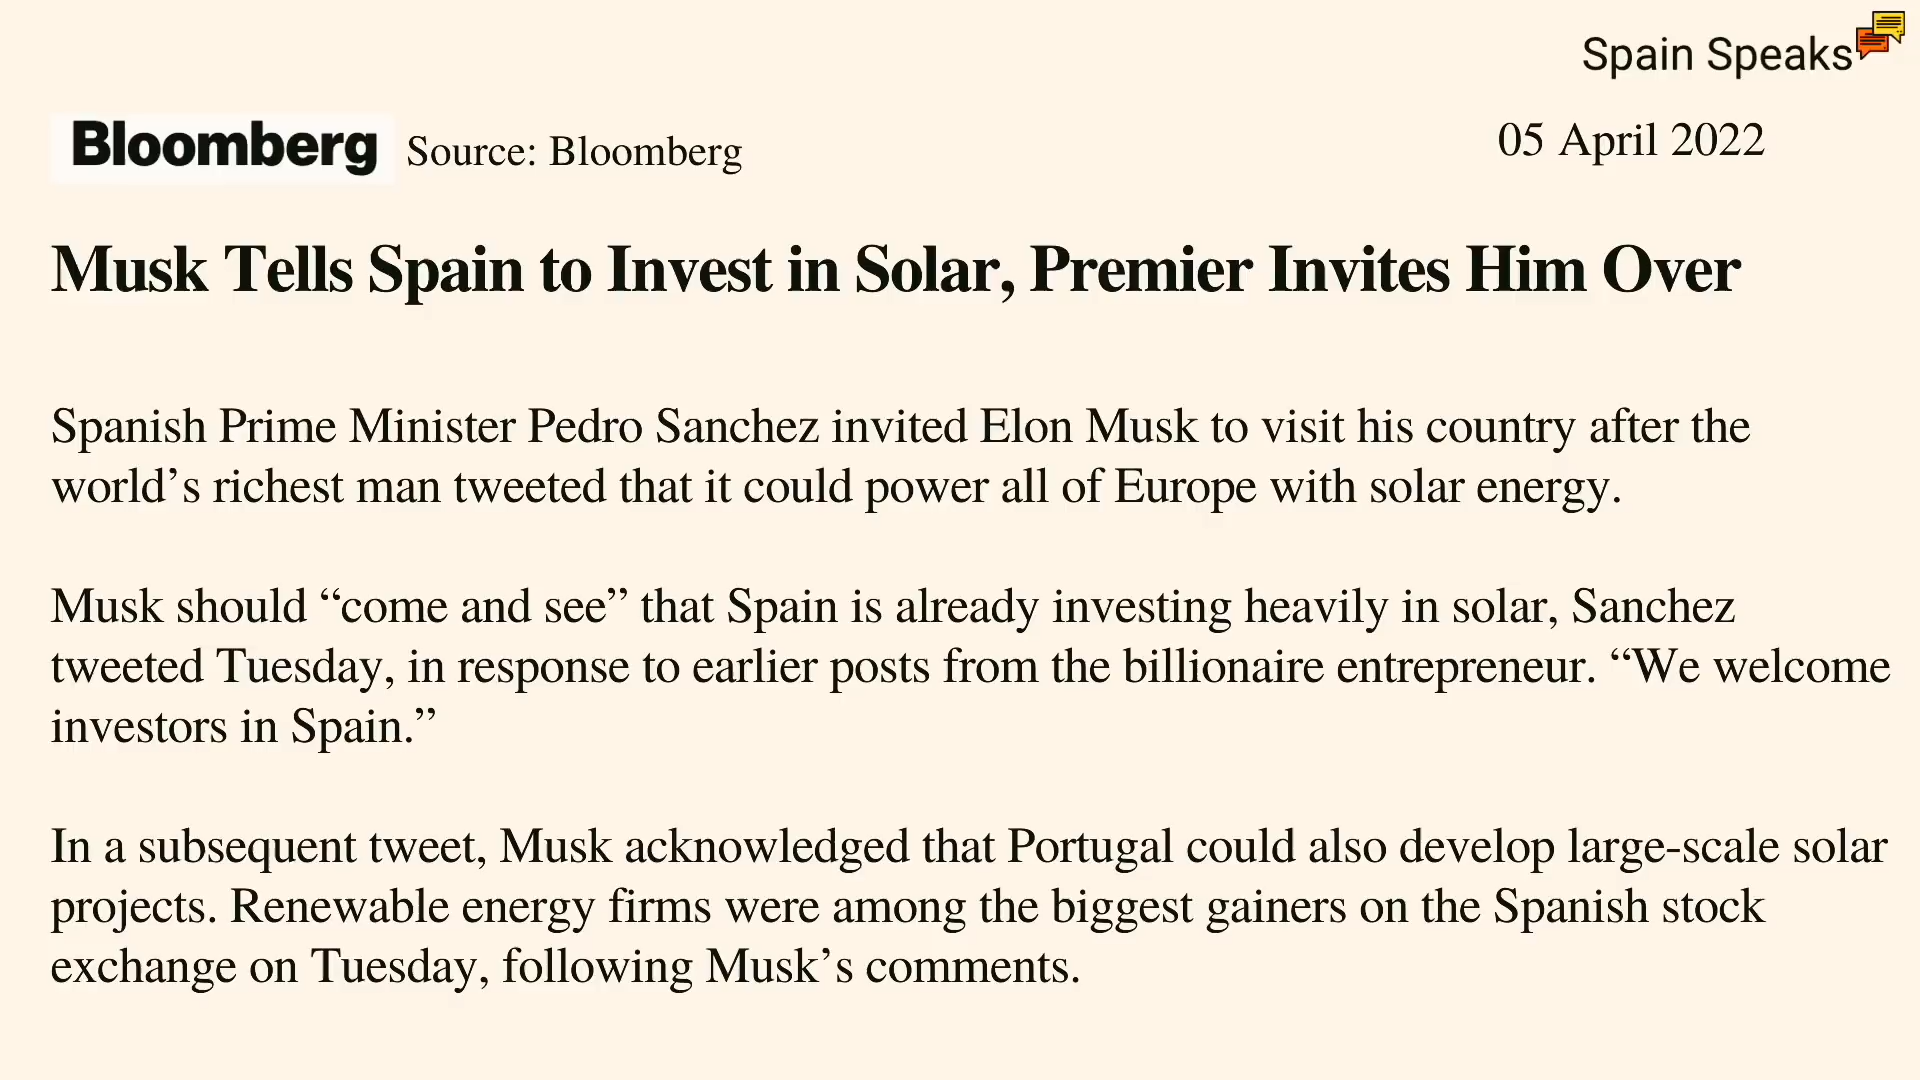 Spain Speaks
Bloomberg Source: Bloomberg
05 April 2022
Musk Tells Spain to Invest in Solar, Premier Invites Him Over
Spanish Prime Minister Pedro Sanchez invited Elon Musk to visit his country after the
world’s richest man tweeted that it could power all of Europe with solar energy.
Musk should “come and see” that Spain is already investing heavily in solar, Sanchez
tweeted Tuesday, in response to earlier posts from the billionaire entrepreneur. “We welcome
investors in Spain.”
In a subsequent tweet, Musk acknowledged that Portugal could also develop large-scale solar
projects. Renewable energy firms were among the biggest gainers on the Spanish stock
exchange on Tuesday, following Musk’s comments.